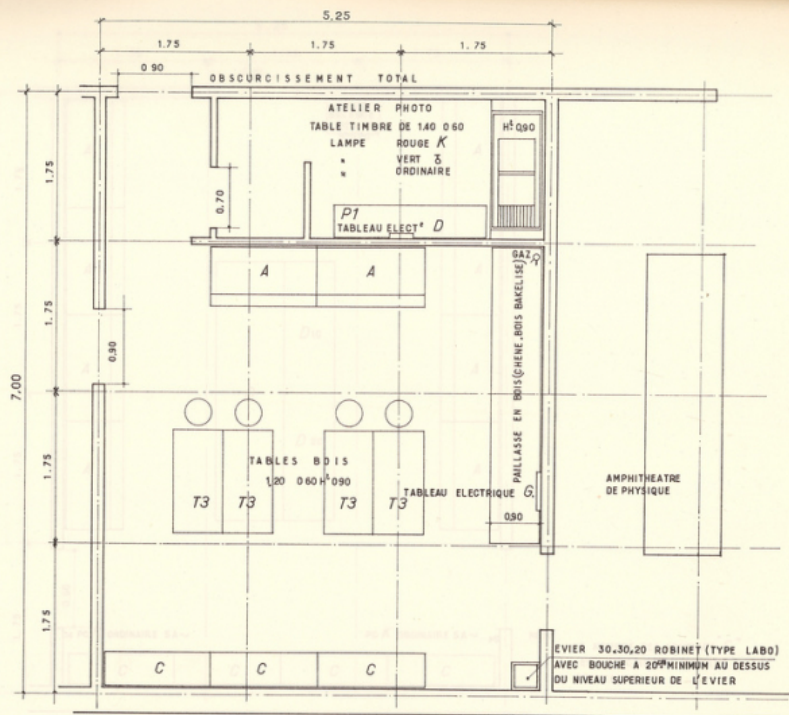 5,25
1.75
1.75
1.75
0.90
OBSCURCISSEMENT TOTAL
ATELIER PHOTO
TABLE TIMBRE DE 1.40 0.60
LAMPE ROUGE K
" VERT
" ORDINAIRE
Ht 0,90
0.70
P1
TABLEAU ELECTe D
1.75
GAZ
A
A
7.00
1.75
0,90
PAILLASSE EN BOIS(CHENE,BOIS BAKELISE)
TABLES BOIS
1,20 0.60 Ht 0.90
TABLEAU ELECTRIQUE G.
T3
T3
T3
T3
0,90
1.75
AMPHITHEATRE
DE PHYSIQUE
1.75
C
C
C
EVIER 30.30.20 ROBINET (TYPE LABO)
AVEC BOUCHE A 20cm MINIMUM AU DESSUS
DU NIVEAU SUPERIEUR DE L'EVIER